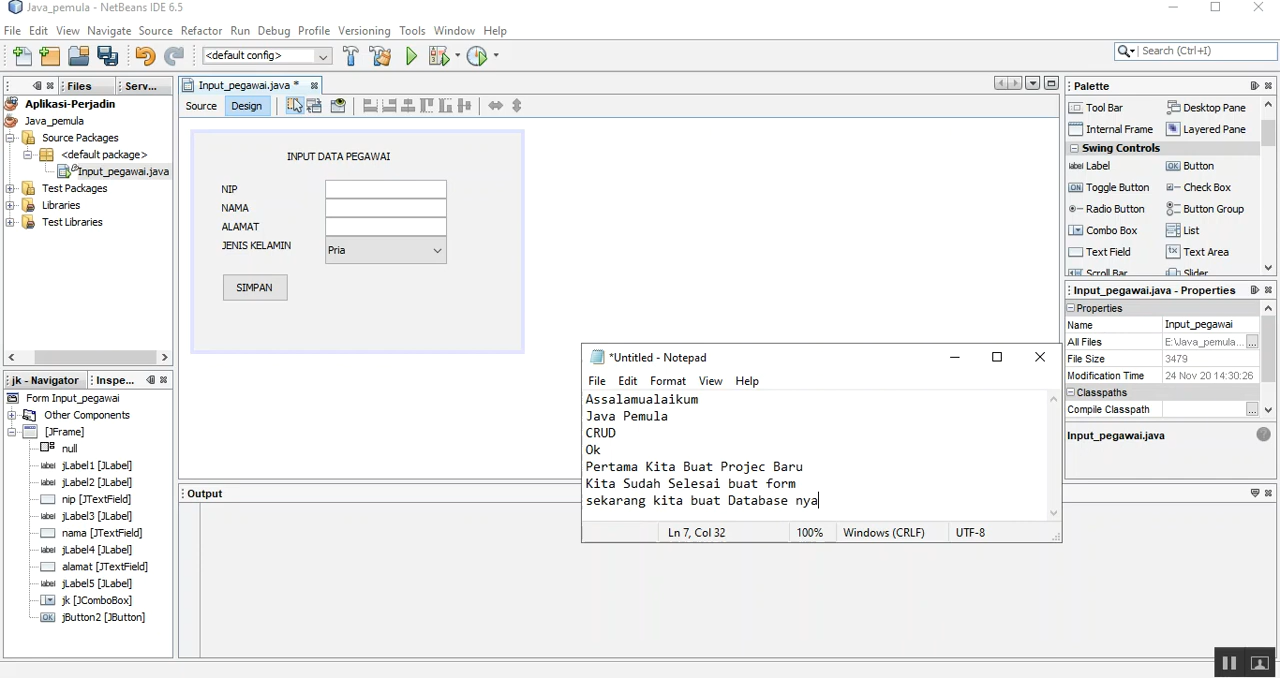 Java_pemula - NetBeans IDE 6.5
File Edit View Navigate Source Refactor Run Debug Profile Versioning Tools Window Help
<default config>
Search (Ctrl+I)
Files
Serv...
Aplikasi-Perjadin
Java_pemula
Source Packages
<default package>
Input_pegawai.java
Test Packages
Libraries
Test Libraries
Input_pegawai.java *
Source Design
INPUT DATA PEGAWAI
NIP
NAMA
ALAMAT
JENIS KELAMIN
Pria
SIMPAN
Palette
Tool Bar Desktop Pane
Internal Frame Layered Pane
Swing Controls
Label Button
Toggle Button Check Box
Radio Button Button Group
Combo Box List
Text Field Text Area
Scroll Bar Slider
Input_pegawai.java - Properties
Properties
Name Input_pegawai
All Files E:\Java_pemula...
File Size 3479
Modification Time 24 Nov 20 14:30:26
Classpaths
Compile Classpath
Input_pegawai.java
jk - Navigator
Inspe...
Form Input_pegawai
Other Components
[JFrame]
null
jLabel1 [JLabel]
jLabel2 [JLabel]
nip [JTextField]
jLabel3 [JLabel]
nama [JTextField]
jLabel4 [JLabel]
alamat [JTextField]
jLabel5 [JLabel]
jk [JComboBox]
jButton2 [JButton]
Output
*Untitled - Notepad
File Edit Format View Help
Assalamualaikum
Java Pemula
CRUD
Ok
Pertama Kita Buat Projec Baru
Kita Sudah Selesai buat form
sekarang kita buat Database nya
Ln 7, Col 32 100% Windows (CRLF) UTF-8